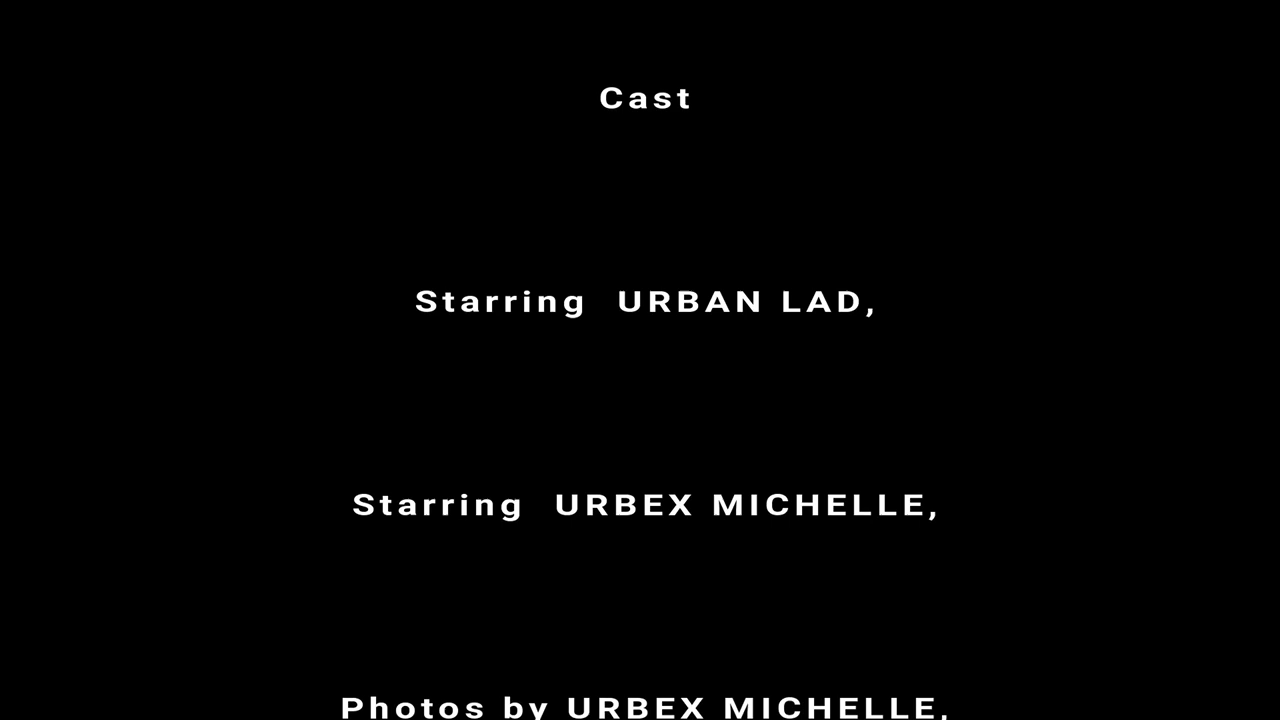 Cast
Starring  URBAN LAD,
Starring  URBEX MICHELLE,
Photos by URBEX MICHELLE,